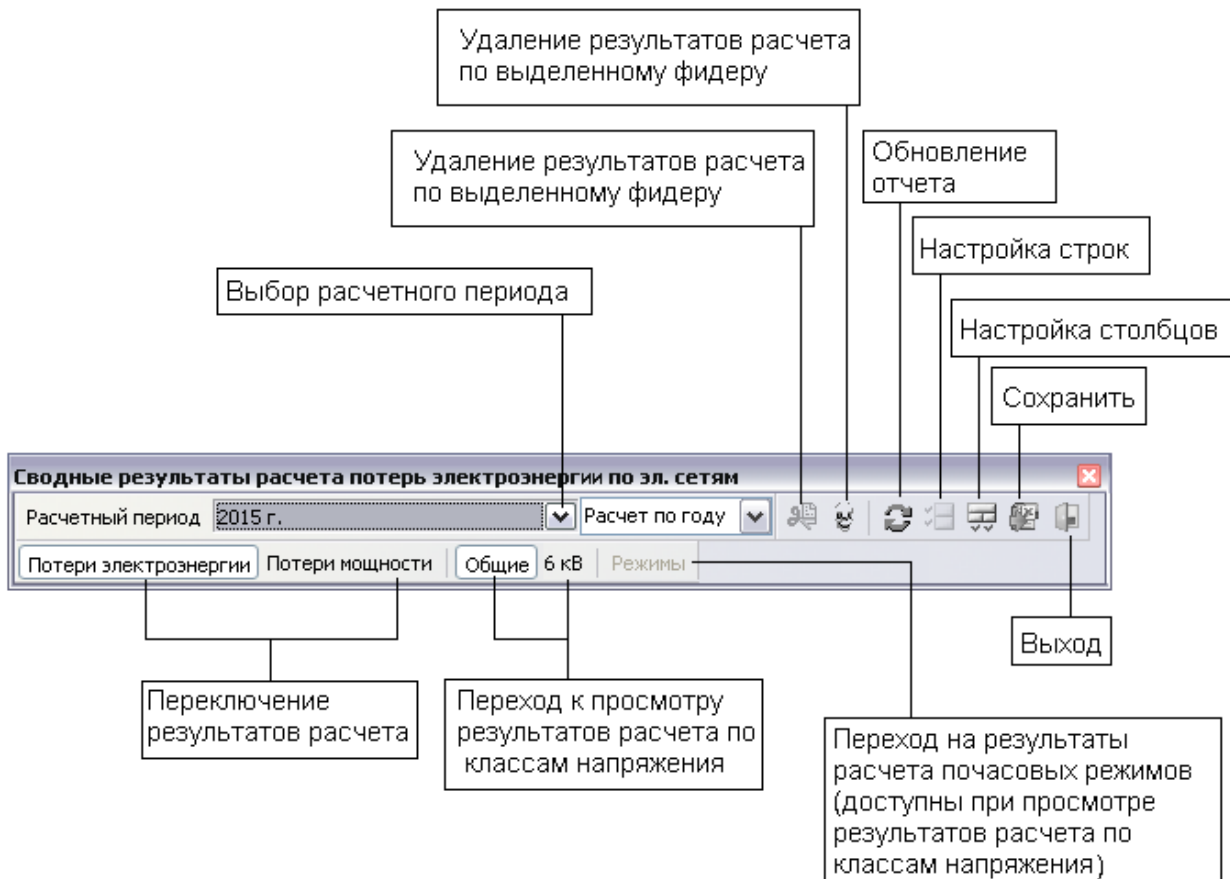 Удаление результатов расчета
по выделенному фидеру
Удаление результатов расчета
по выделенному фидеру
Обновление
отчета
Настройка строк
Выбор расчетного периода
Настройка столбцов
Сохранить
Сводные результаты расчета потерь электроэнергии по эл. сетям
Расчетный период 2015 г. Расчет по году
Потери электроэнергии Потери мощности Общие 6 кВ Режимы
Выход
Переключение
результатов расчета
Переход к просмотру
результатов расчета по
классам напряжения
Переход на результаты
расчета почасовых режимов
(доступны при просмотре
результатов расчета по
классам напряжения)